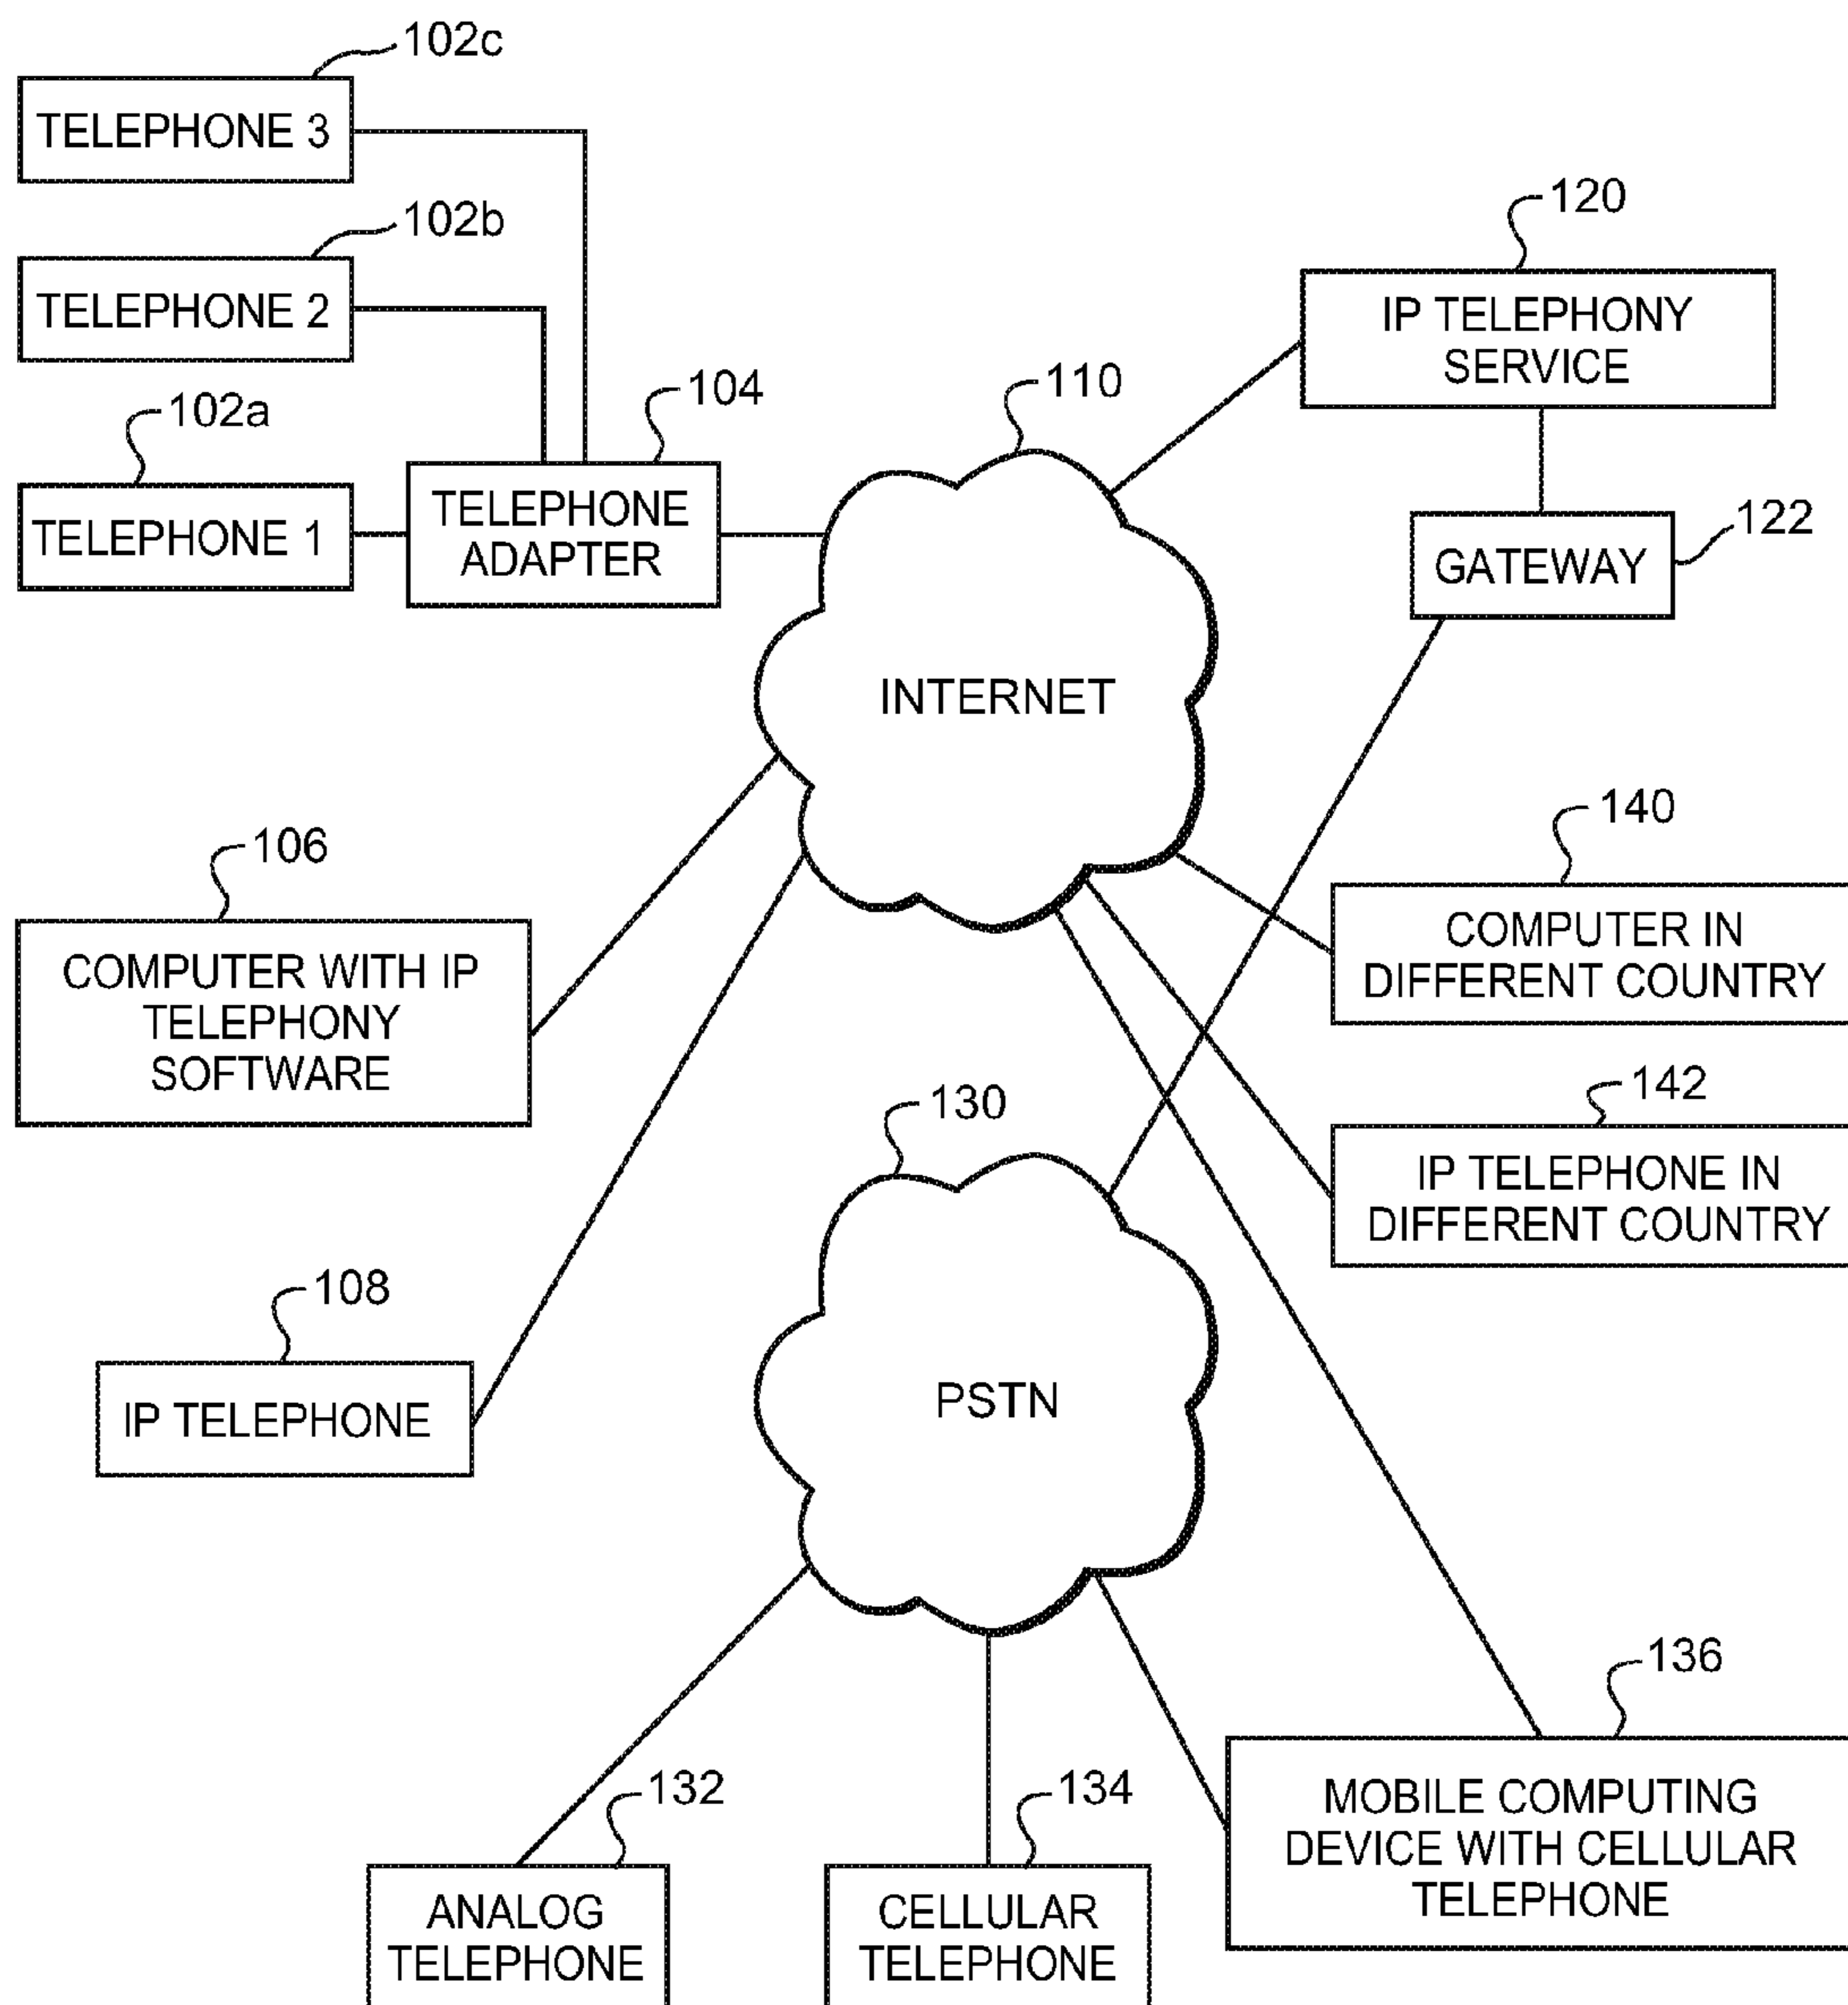 102c
TELEPHONE 3
102b
TELEPHONE 2
102a
TELEPHONE 1
104
TELEPHONE
ADAPTER
110
INTERNET
120
IP TELEPHONY
SERVICE
122
GATEWAY
106
COMPUTER WITH IP
TELEPHONY
SOFTWARE
140
COMPUTER IN
DIFFERENT COUNTRY
142
IP TELEPHONE IN
DIFFERENT COUNTRY
108
IP TELEPHONE
130
PSTN
132
ANALOG
TELEPHONE
134
CELLULAR
TELEPHONE
136
MOBILE COMPUTING
DEVICE WITH CELLULAR
TELEPHONE